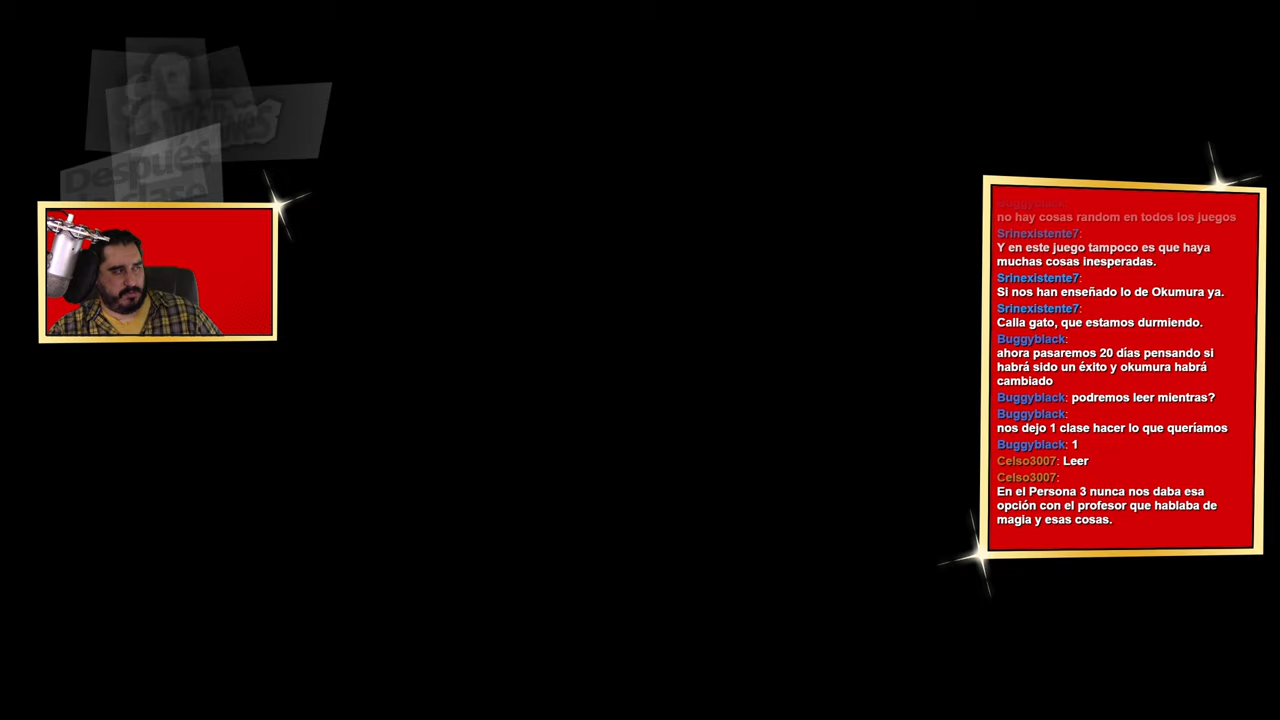 Después
clase
Buggyblack:
no hay cosas random en todos los juegos
Srinexistente7:
Y en este juego tampoco es que haya
muchas cosas inesperadas.
Srinexistente7:
Si nos han enseñado lo de Okumura ya.
Srinexistente7:
Calla gato, que estamos durmiendo.
Buggyblack:
ahora pasaremos 20 días pensando si
habrá sido un éxito y okumura habrá
cambiado
Buggyblack: podremos leer mientras?
Buggyblack:
nos dejo 1 clase hacer lo que queríamos
Buggyblack: 1
Celso3007: Leer
Celso3007:
En el Persona 3 nunca nos daba esa
opción con el profesor que hablaba de
magia y esas cosas.